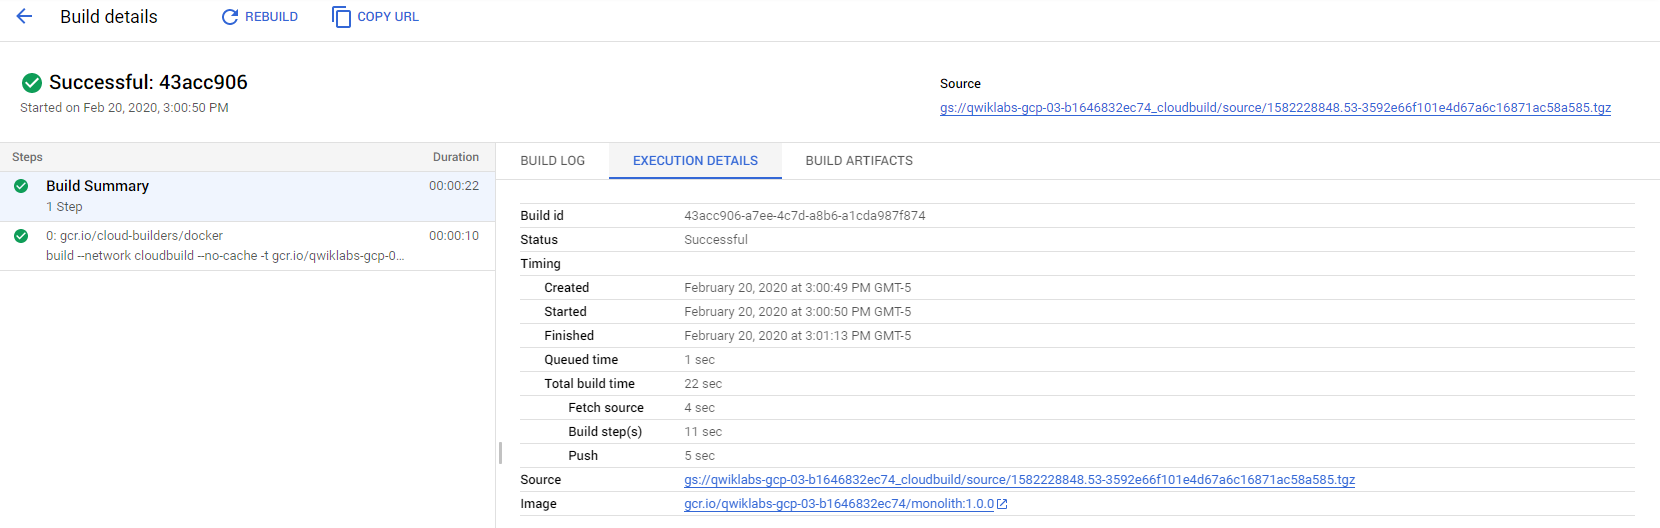 Build details
REBUILD
COPY URL
Successful: 43acc906
Started on Feb 20, 2020, 3:00:50 PM
Source
gs://qwiklabs-gcp-03-b1646832ec74_cloudbuild/source/1582228848.53-3592e66f101e4d67a6c16871ac58a585.tgz
Steps Duration
Build Summary 00:00:22
1 Step
0: gcr.io/cloud-builders/docker 00:00:10
build --network cloudbuild --no-cache -t gcr.io/qwiklabs-gcp-0...
BUILD LOG
EXECUTION DETAILS
BUILD ARTIFACTS
Build id 43acc906-a7ee-4c7d-a8b6-a1cda987f874
Status Successful
Timing
Created February 20, 2020 at 3:00:49 PM GMT-5
Started February 20, 2020 at 3:00:50 PM GMT-5
Finished February 20, 2020 at 3:01:13 PM GMT-5
Queued time 1 sec
Total build time 22 sec
Fetch source 4 sec
Build step(s) 11 sec
Push 5 sec
Source gs://qwiklabs-gcp-03-b1646832ec74_cloudbuild/source/1582228848.53-3592e66f101e4d67a6c16871ac58a585.tgz
Image gcr.io/qwiklabs-gcp-03-b1646832ec74/monolith:1.0.0